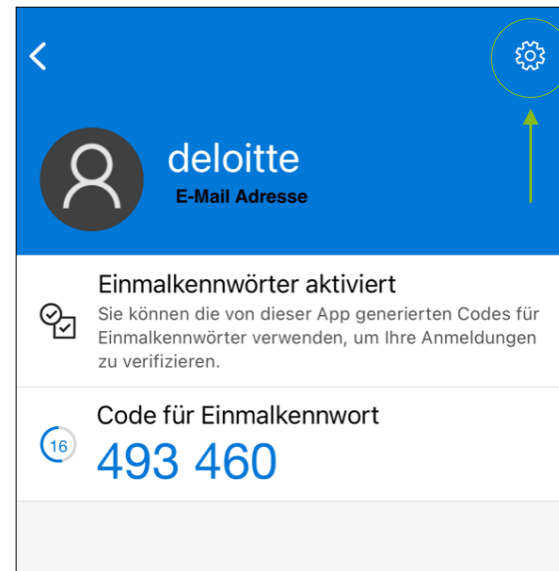 deloitte
E-Mail Adresse
Einmalkennwörter aktiviert
Sie können die von dieser App generierten Codes für
Einmalkennwörter verwenden, um Ihre Anmeldungen
zu verifizieren.
Code für Einmalkennwort
16
493 460